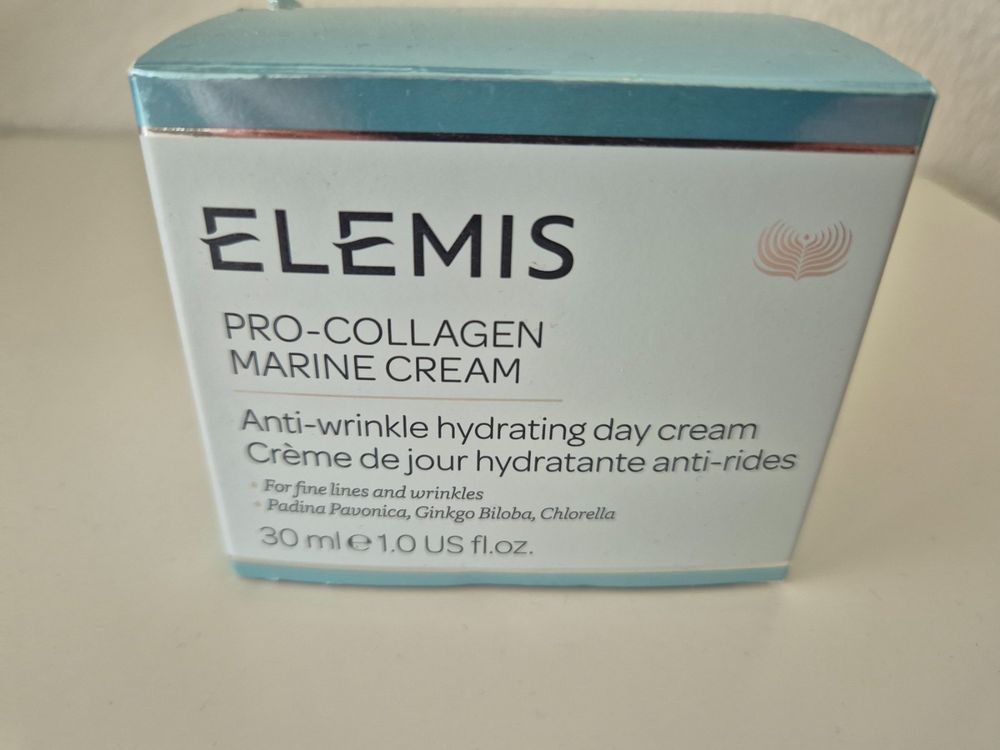 ELEMIS
PRO-COLLAGEN
MARINE CREAM
Anti-wrinkle hydrating day cream
Crème de jour hydratante anti-rides
• For fine lines and wrinkles
• Padina Pavonica, Ginkgo Biloba, Chlorella
30 ml ℮ 1.0 US fl.oz.